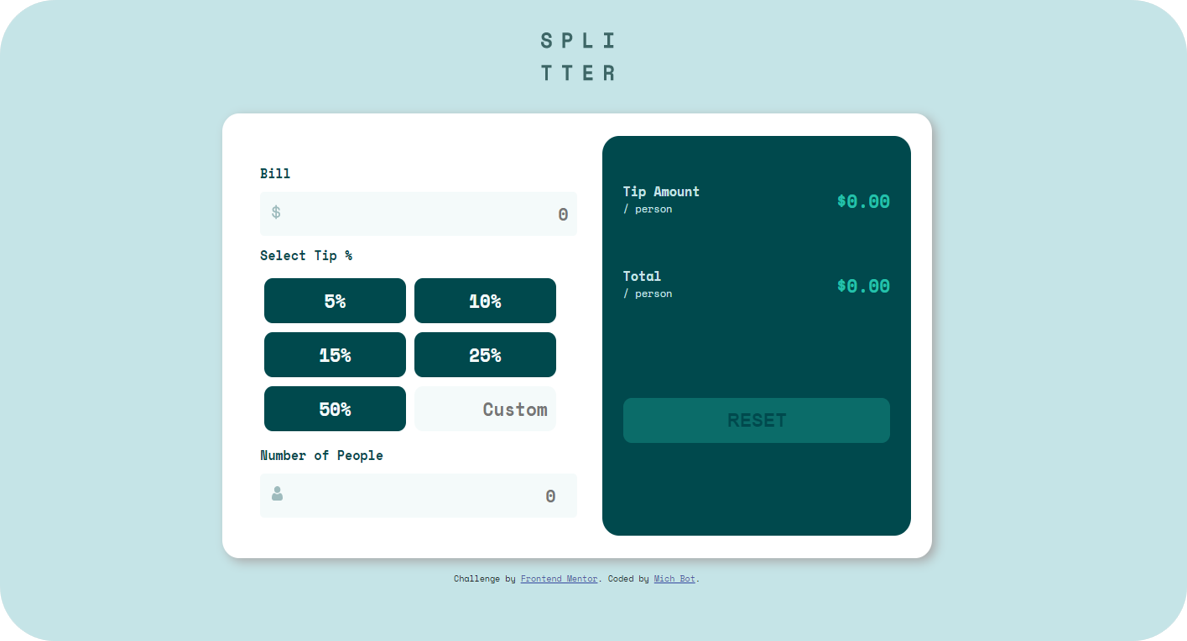 SPLI
TTER
Bill
$ 0
Select Tip %
5% 10%
15% 25%
50% Custom
Number of People
0
Tip Amount
/ person
$0.00
Total
/ person
$0.00
RESET
Challenge by Frontend Mentor. Coded by Mich Bot.